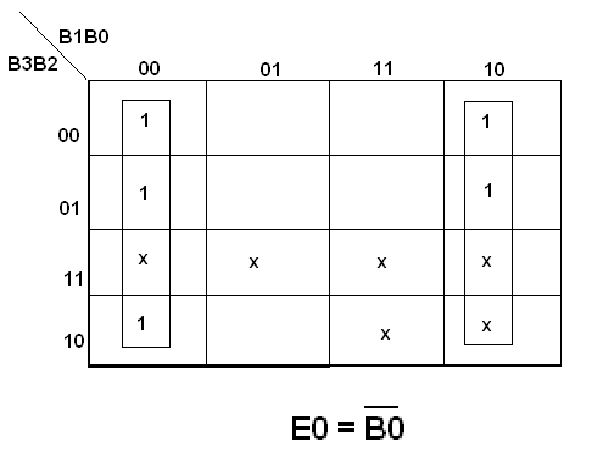 B1B0
B3B2
00 01 11 10
00 1 1
01 1 1
11 x x x x
10 1 x x
E0 = B0